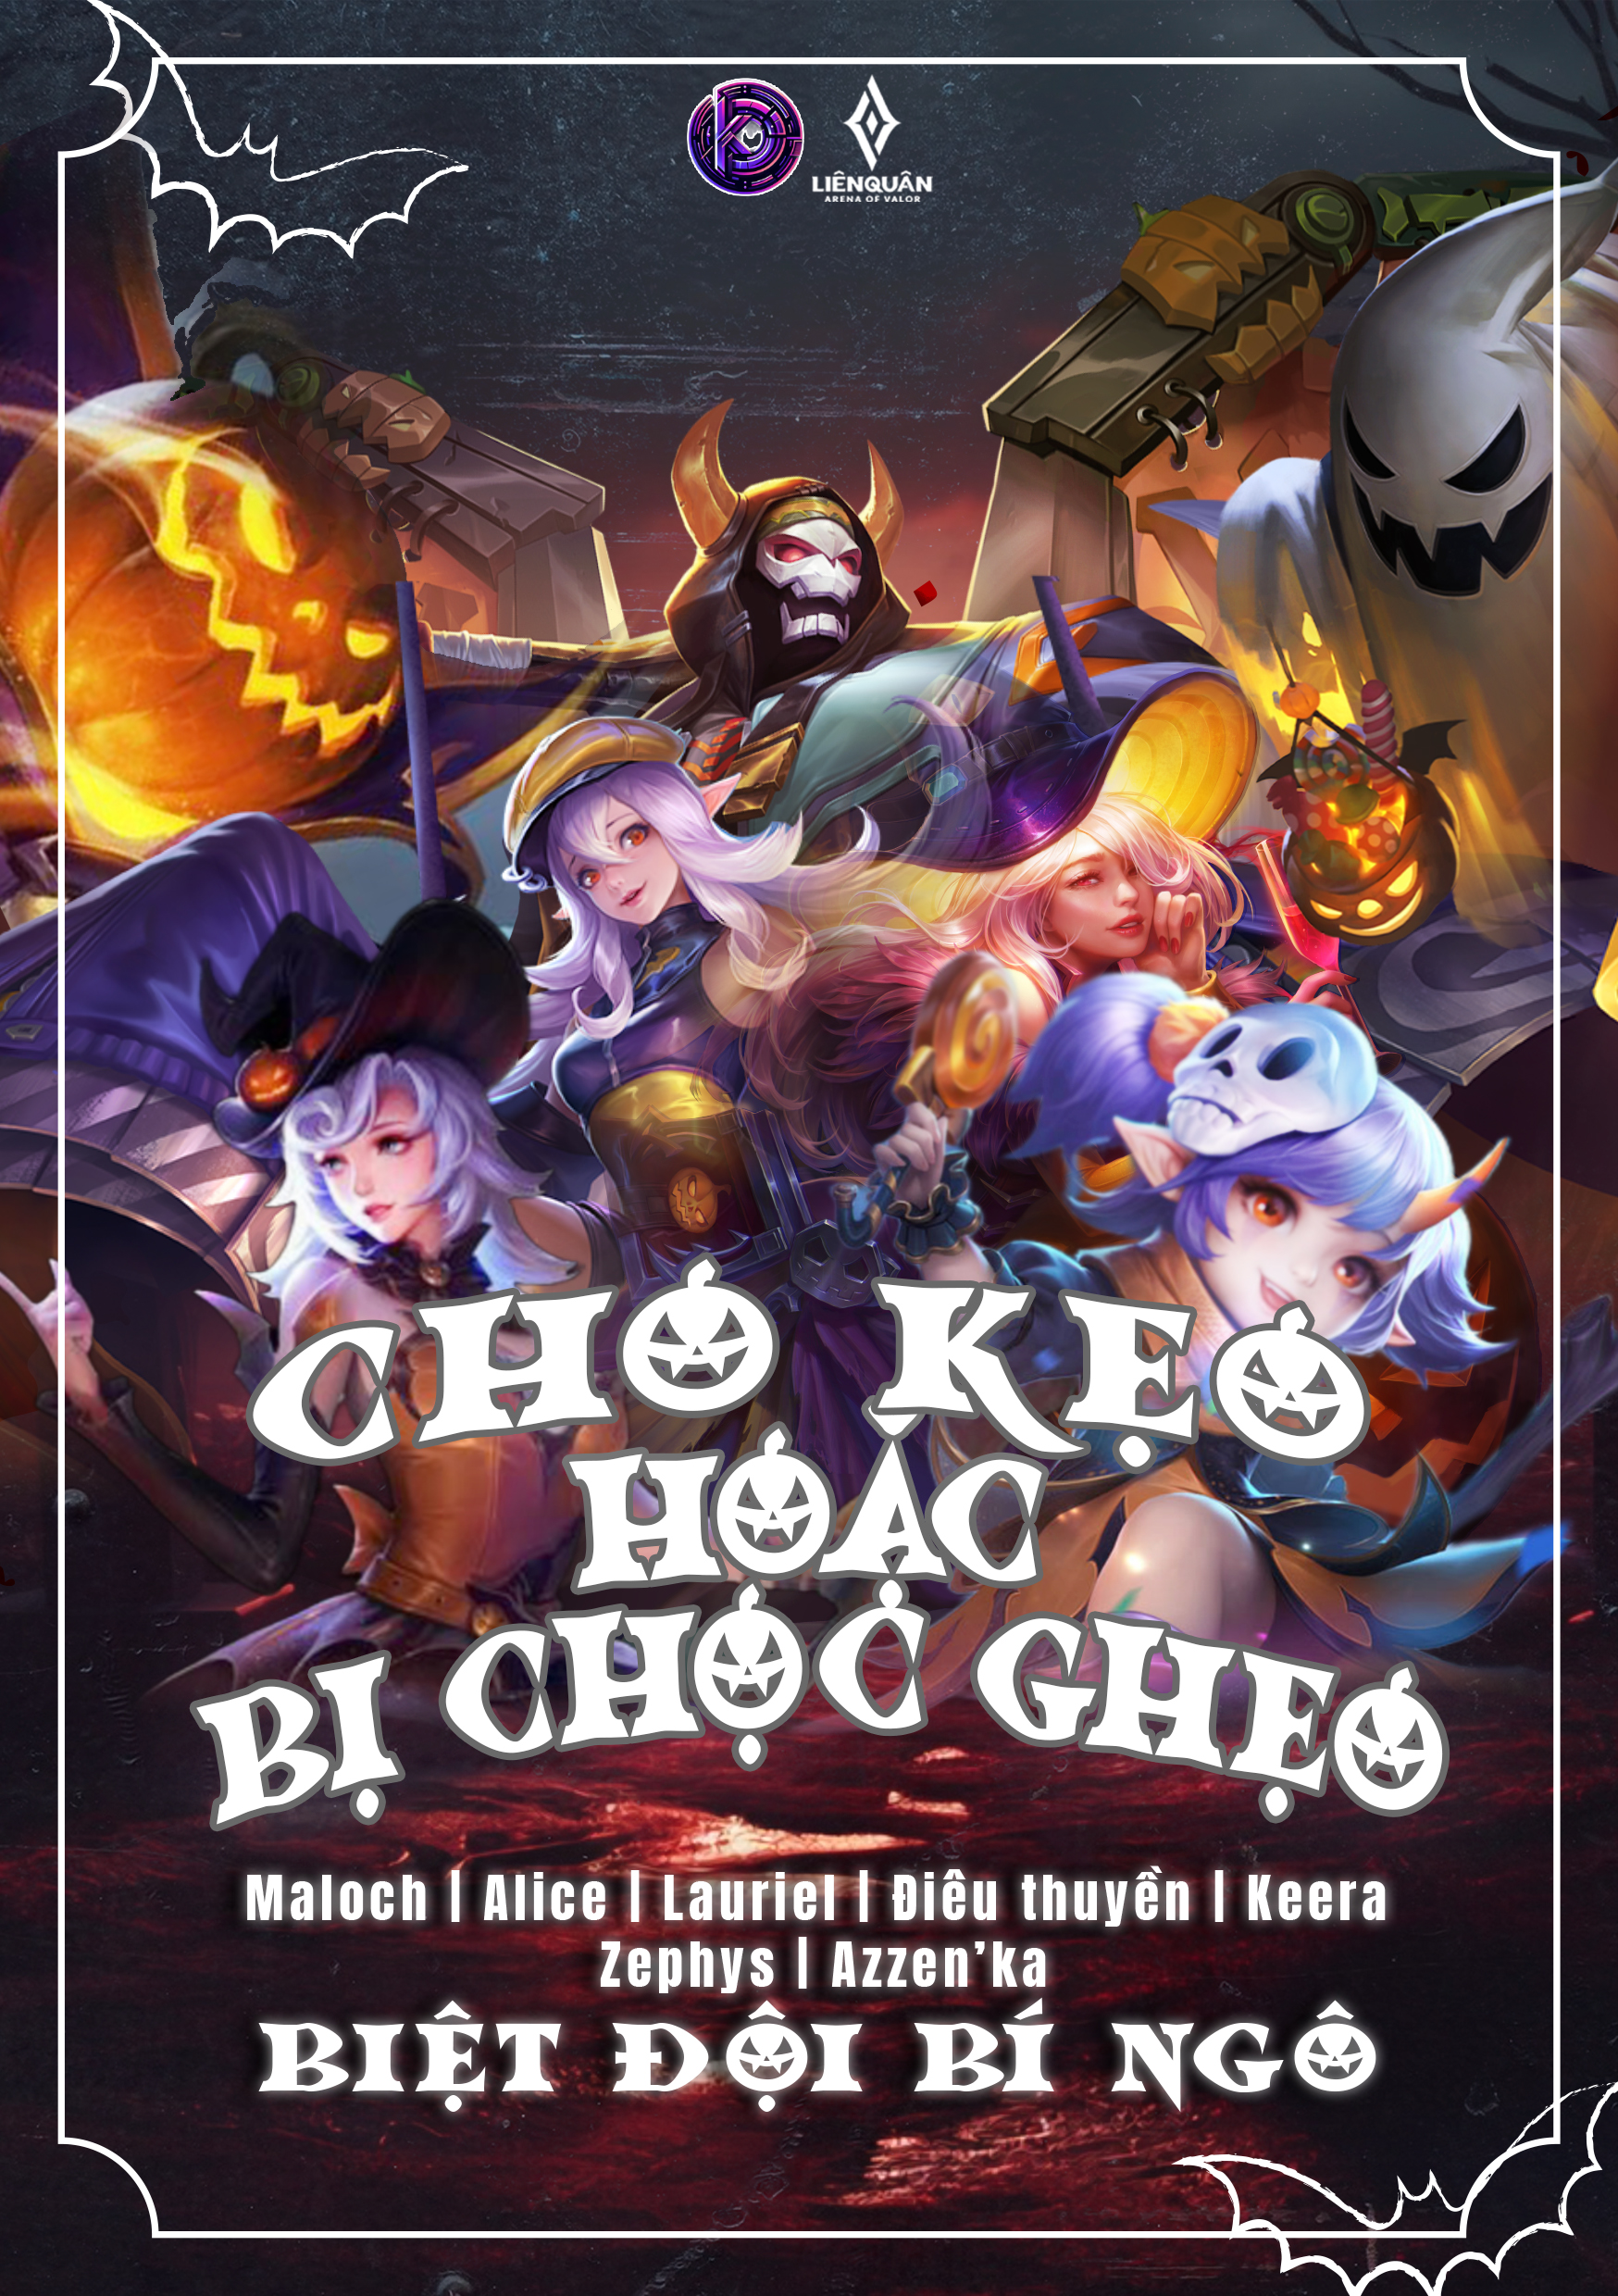 LIÊNQUÂN
ARENA OF VALOR
CHO KẸO
HOẶC
BỊ CHỌC GHẸO
Maloch | Alice | Lauriel | Điêu thuyền | Keera
Zephys | Azzen’ka
BIỆT ĐỘI BÍ NGÔ